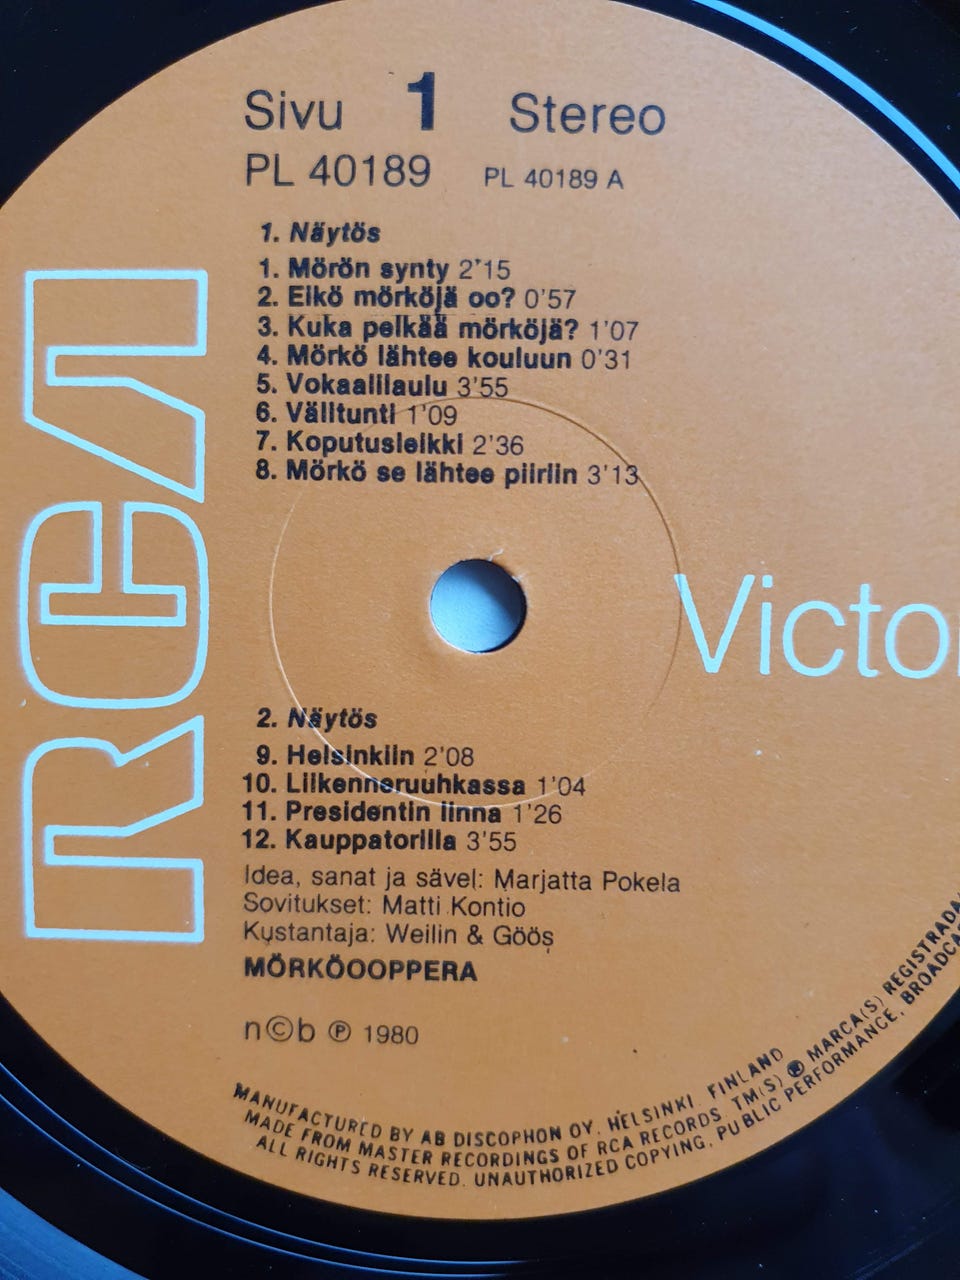 Sivu 1 Stereo
PL 40189 PL 40189 A
1. Näytös
1. Mörön synty 2'15
2. Eikö mörköjä oo? 0'57
3. Kuka pelkää mörköjä? 1'07
4. Mörkö lähtee kouluun 0'31
5. Vokaalilaulu 3'55
6. Välitunti 1'09
7. Koputusleikki 2'36
8. Mörkö se lähtee piiriin 3'13
RCA
Victor
2. Näytös
9. Helsinkiin 2'08
10. Liikenneruuhkassa 1'04
11. Presidentin linna 1'26
12. Kauppatorilla 3'55
Idea, sanat ja sävel: Marjatta Pokela
Sovitukset: Matti Kontio
Kustantaja: Weilin & Göös
MÖRKÖOOPPERA
n©b ℗ 1980
MANUFACTURED BY AB DISCOPHON OY. HELSINKI FINLAND
MADE FROM MASTER RECORDINGS OF RCA RECORDS. TM(S) ® MARCA(S) REGISTRADA
ALL RIGHTS RESERVED. UNAUTHORIZED COPYING, PUBLIC PERFORMANCE, BROADCA